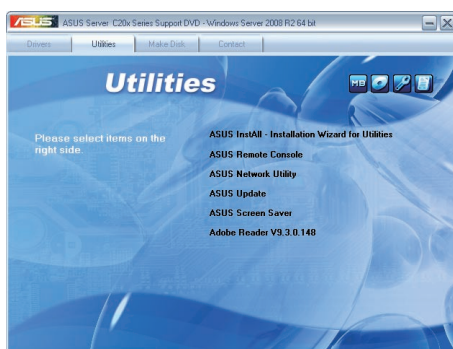 ASUS ASUS Server C20x Series Support DVD - Windows Server 2008 R2 64 bit
Drivers Utilities Make Disk Contact
Utilities
MB
Please select items on the
right side.
ASUS InstAll - Installation Wizard for Utilities
ASUS Remote Console
ASUS Network Utility
ASUS Update
ASUS Screen Saver
Adobe Reader V9.3.0.148